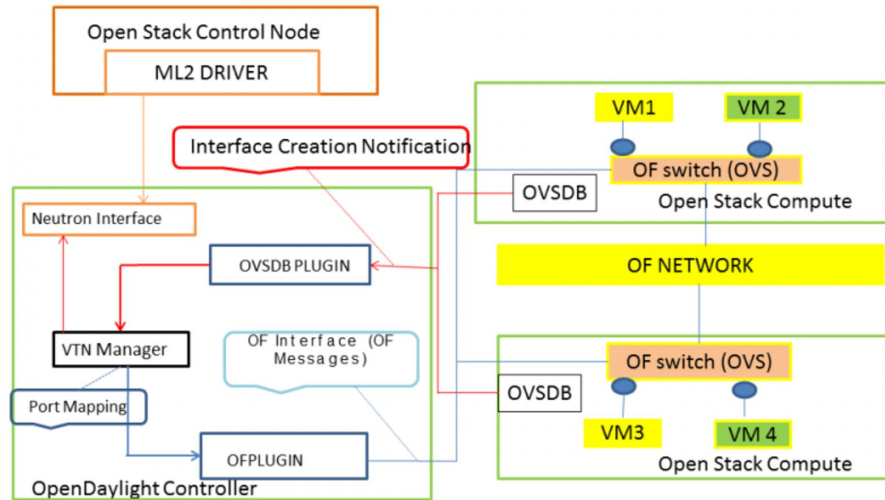 Open Stack Control Node
ML2 DRIVER
Interface Creation Notification
VM1
VM 2
OF switch (OVS)
OVSDB
Open Stack Compute
Neutron Interface
OVSDB PLUGIN
OF NETWORK
VTN Manager
OF Interface (OF
Messages)
Port Mapping
OFPLUGIN
OpenDaylight Controller
OF switch (OVS)
OVSDB
VM3
VM 4
Open Stack Compute